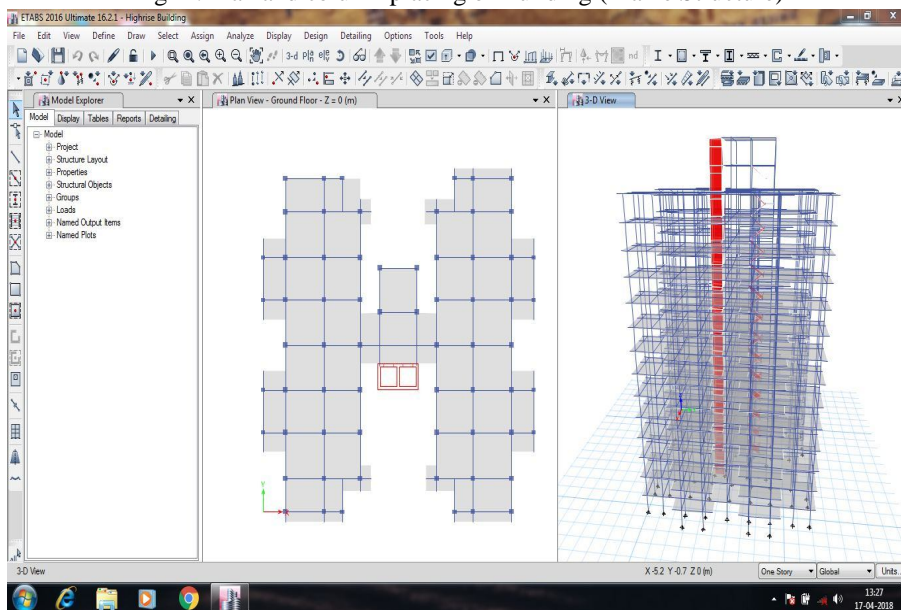 ETABS 2016 Ultimate 16.2.1 - Highrise Building
File Edit View Define Draw Select Assign Analyze Display Design Detailing Options Tools Help
3-d
nd
Model Explorer
Plan View - Ground Floor - Z = 0 (m)
3-D View
Model Display Tables Reports Detailing
Model
Project
Structure Layout
Properties
Structural Objects
Groups
Loads
Named Output Items
Named Plots
3-D View
X -5.2 Y -0.7 Z 0 (m)
One Story
Global
Units...
13:27
17-04-2018